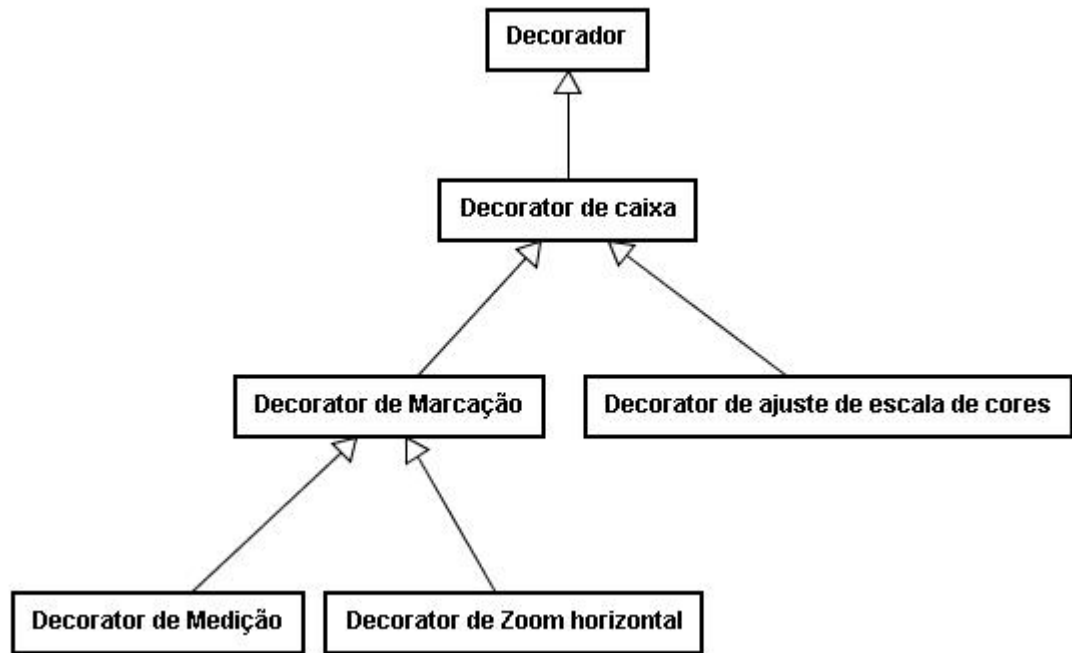 Decorador
Decorator de caixa
Decorator de Marcação
Decorator de ajuste de escala de cores
Decorator de Medição
Decorator de Zoom horizontal